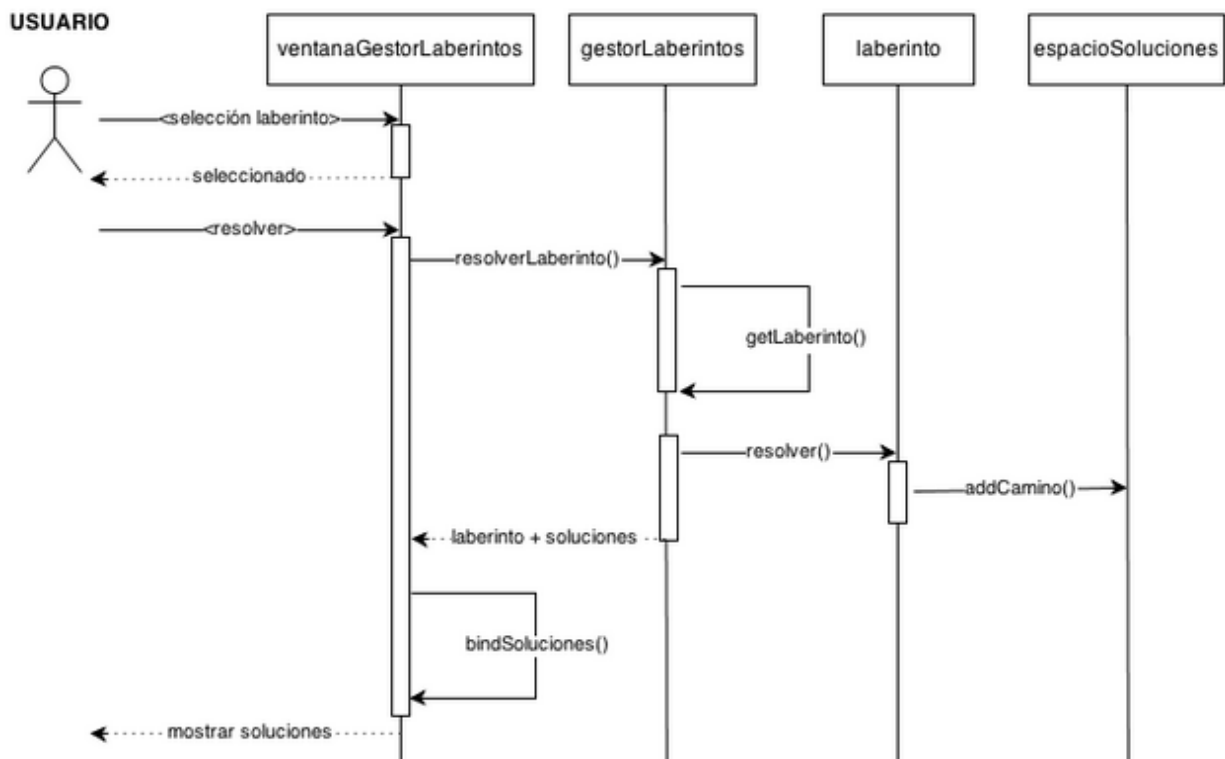 USUARIO
ventanaGestorLaberintos
gestorLaberintos
laberinto
espacioSoluciones
<selección laberinto>
seleccionado
<resolver>
resolverLaberinto()
getLaberinto()
resolver()
addCamino()
laberinto + soluciones
bindSoluciones()
mostrar soluciones